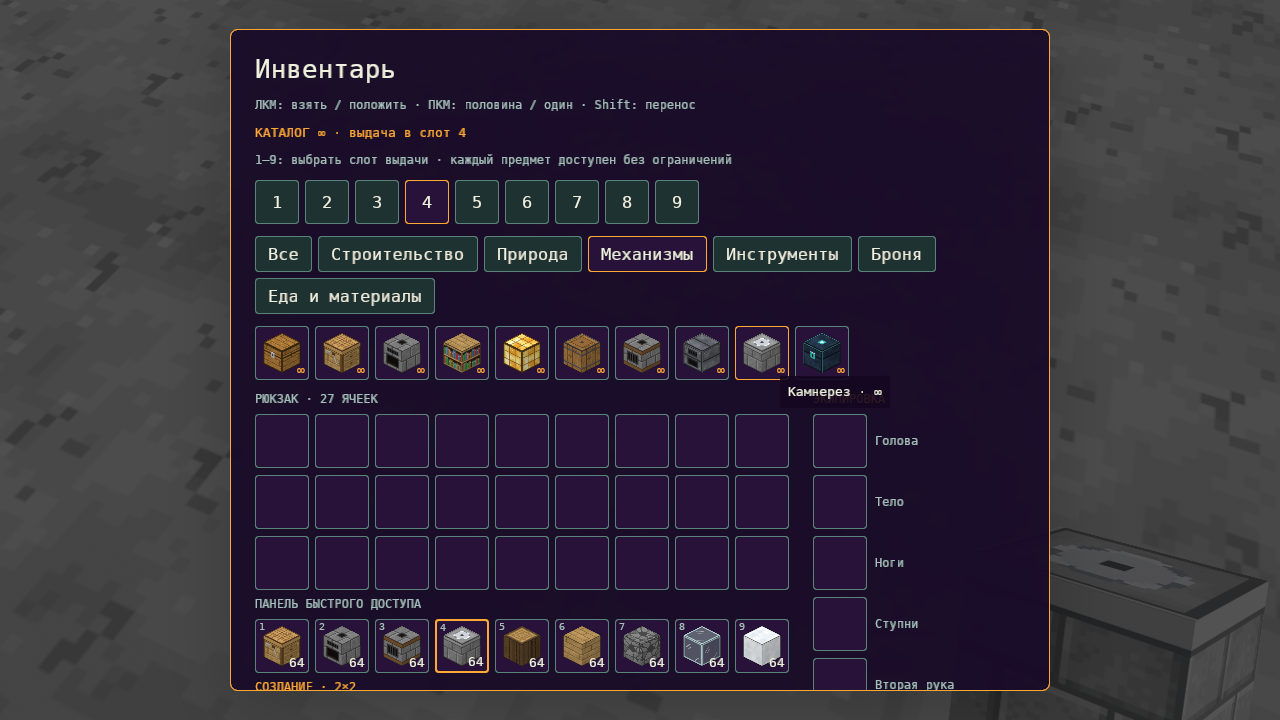 Инвентарь
ЛКМ: взять / положить · ПКМ: половина / один · Shift: перенос
КАТАЛОГ ∞ · выдача в слот 4
1–9: выбрать слот выдачи · каждый предмет доступен без ограничений
1 2 3 4 5 6 7 8 9
Все Строительство Природа Механизмы Инструменты Броня
Еда и материалы
∞ ∞ ∞ ∞ ∞ ∞ ∞ ∞ ∞ ∞
Камнерез · ∞
РЮКЗАК · 27 ЯЧЕЕК
Голова
Тело
Ноги
ПАНЕЛЬ БЫСТРОГО ДОСТУПА
Ступни
1 2 3 4 5 6 7 8 9
64 64 64 64 64 64 64 64 64
СОЗДАНИЕ · 2×2
Вторая рука